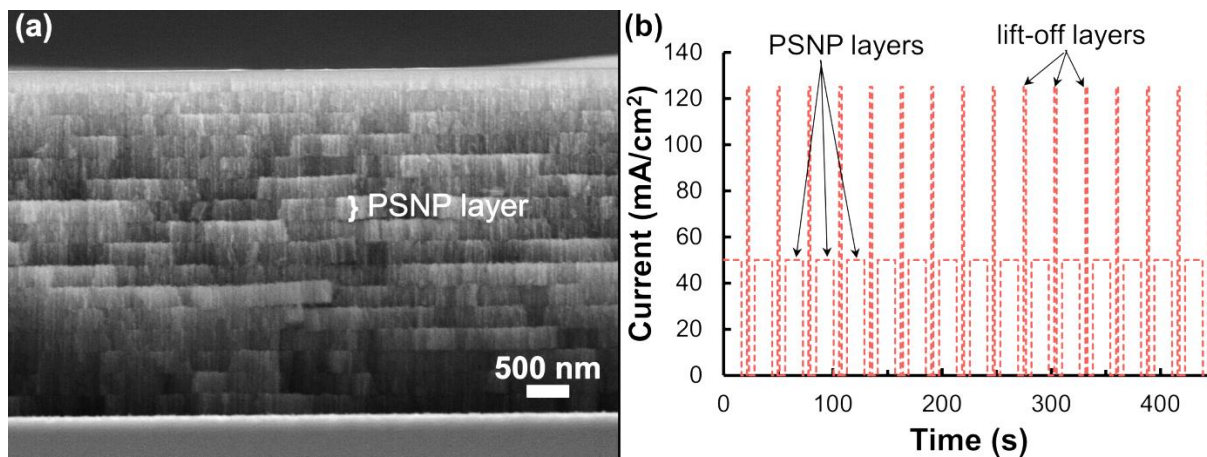 (a)
} PSNP layer
500 nm
(b)
PSNP layers
lift-off layers
Current (mA/cm²)
140
120
100
80
60
40
20
0
0
100
200
300
400
Time (s)